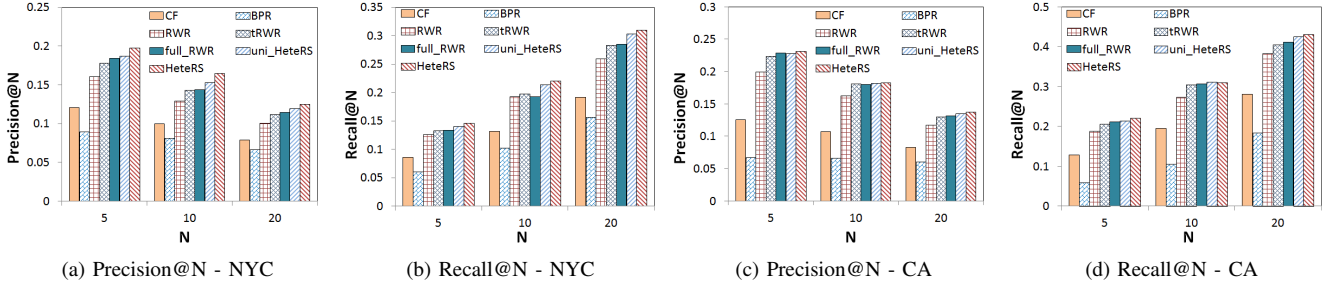 CF BPR
RWR tRWR
full_RWR uni_HeteRS
HeteRS
0.2
0.15
0.1
0.05
0
Precision@N
5 10 20
N
(a) Precision@N - NYC
CF BPR
RWR tRWR
full_RWR uni_HeteRS
HeteRS
0.35
0.3
0.25
0.2
0.15
0.1
0.05
0
Recall@N
5 10 20
N
(b) Recall@N - NYC
CF BPR
RWR tRWR
full_RWR uni_HeteRS
HeteRS
0.3
0.25
0.2
0.15
0.1
0.05
0
Precision@N
5 10 20
N
(c) Precision@N - CA
CF BPR
RWR tRWR
full_RWR uni_HeteRS
HeteRS
0.5
0.4
0.3
0.2
0.1
0
Recall@N
5 10 20
N
(d) Recall@N - CA